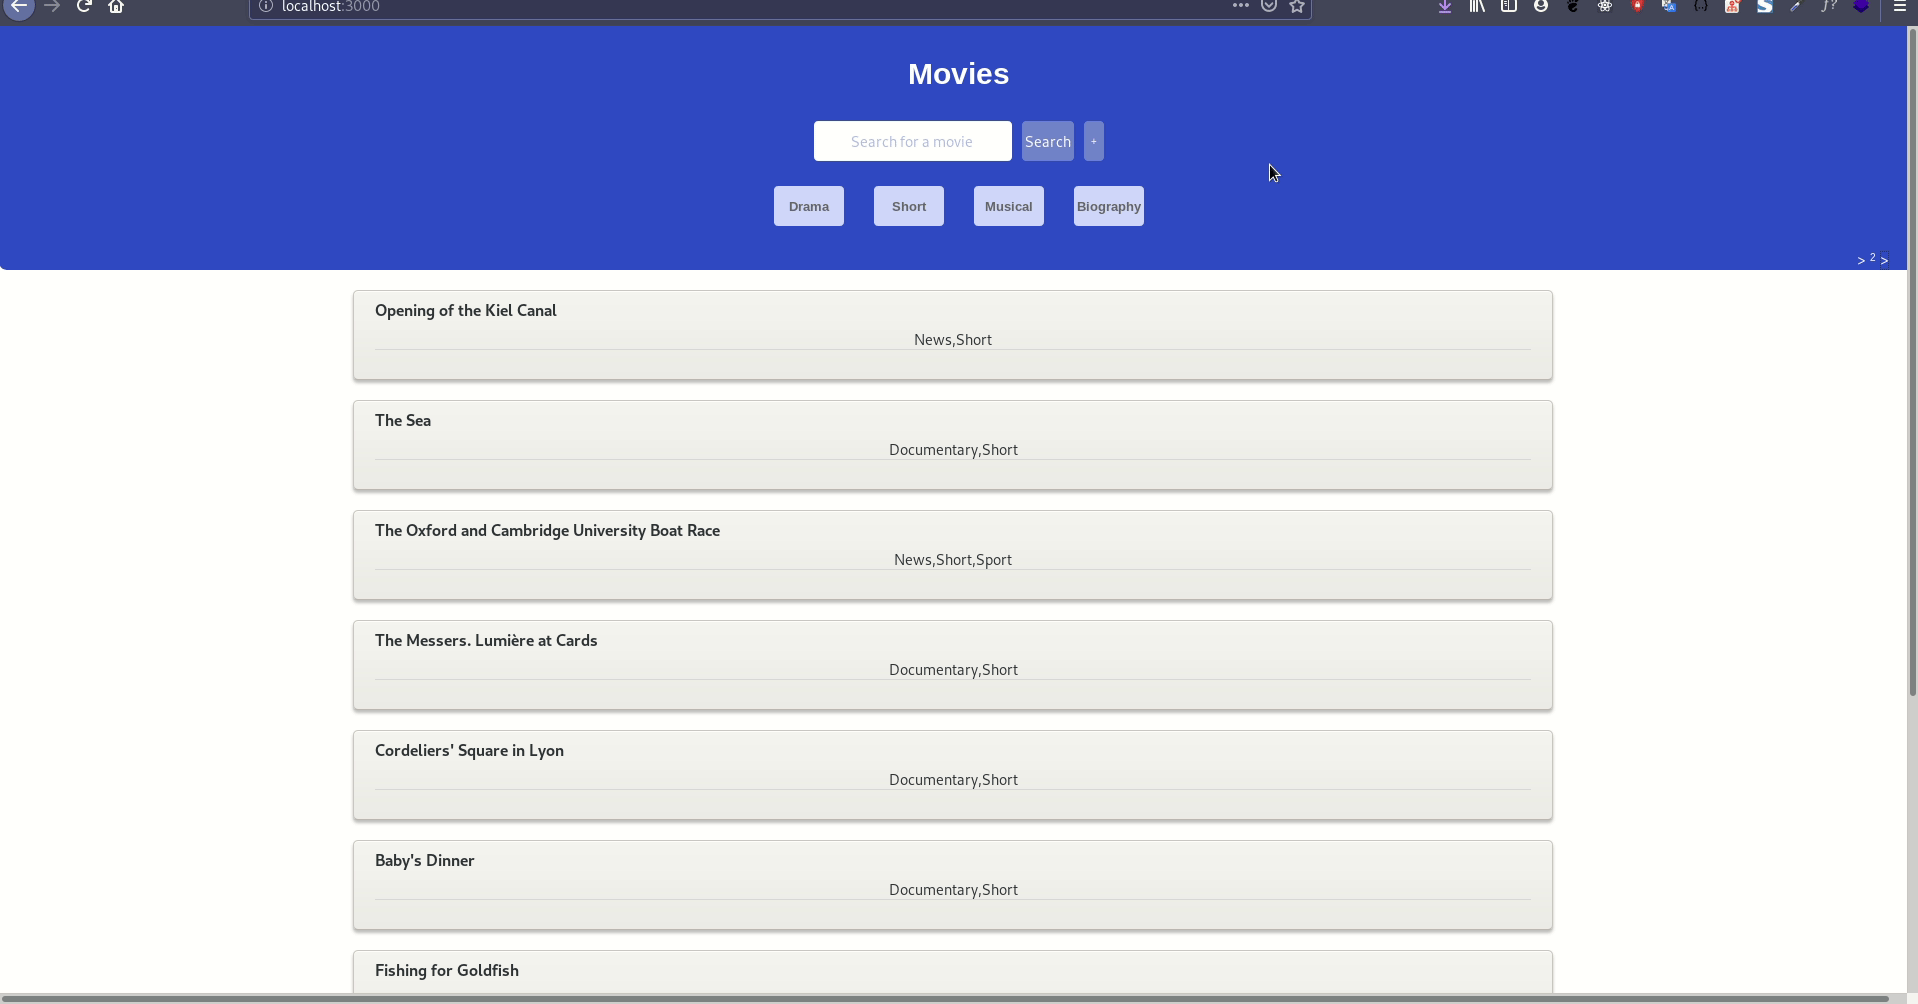 localhost:3000
Movies
Search for a movie Search +
Drama Short Musical Biography
> 2 >
Opening of the Kiel Canal
News,Short
The Sea
Documentary,Short
The Oxford and Cambridge University Boat Race
News,Short,Sport
The Messers. Lumière at Cards
Documentary,Short
Cordeliers' Square in Lyon
Documentary,Short
Baby's Dinner
Documentary,Short
Fishing for Goldfish